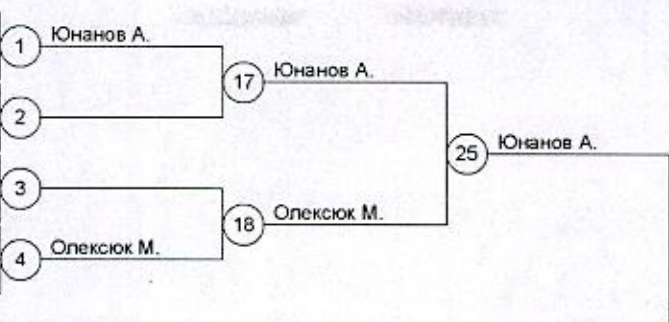 1 Юнанов А.
2
3
4 Олексюк М.
17 Юнанов А.
18 Олексюк М.
25 Юнанов А.